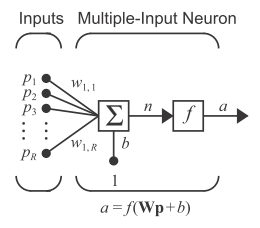 Inputs Multiple-Input Neuron
p1 w1,1
p2
p3 Σ n f a
pR w1,R b
1
a = f(Wp + b)